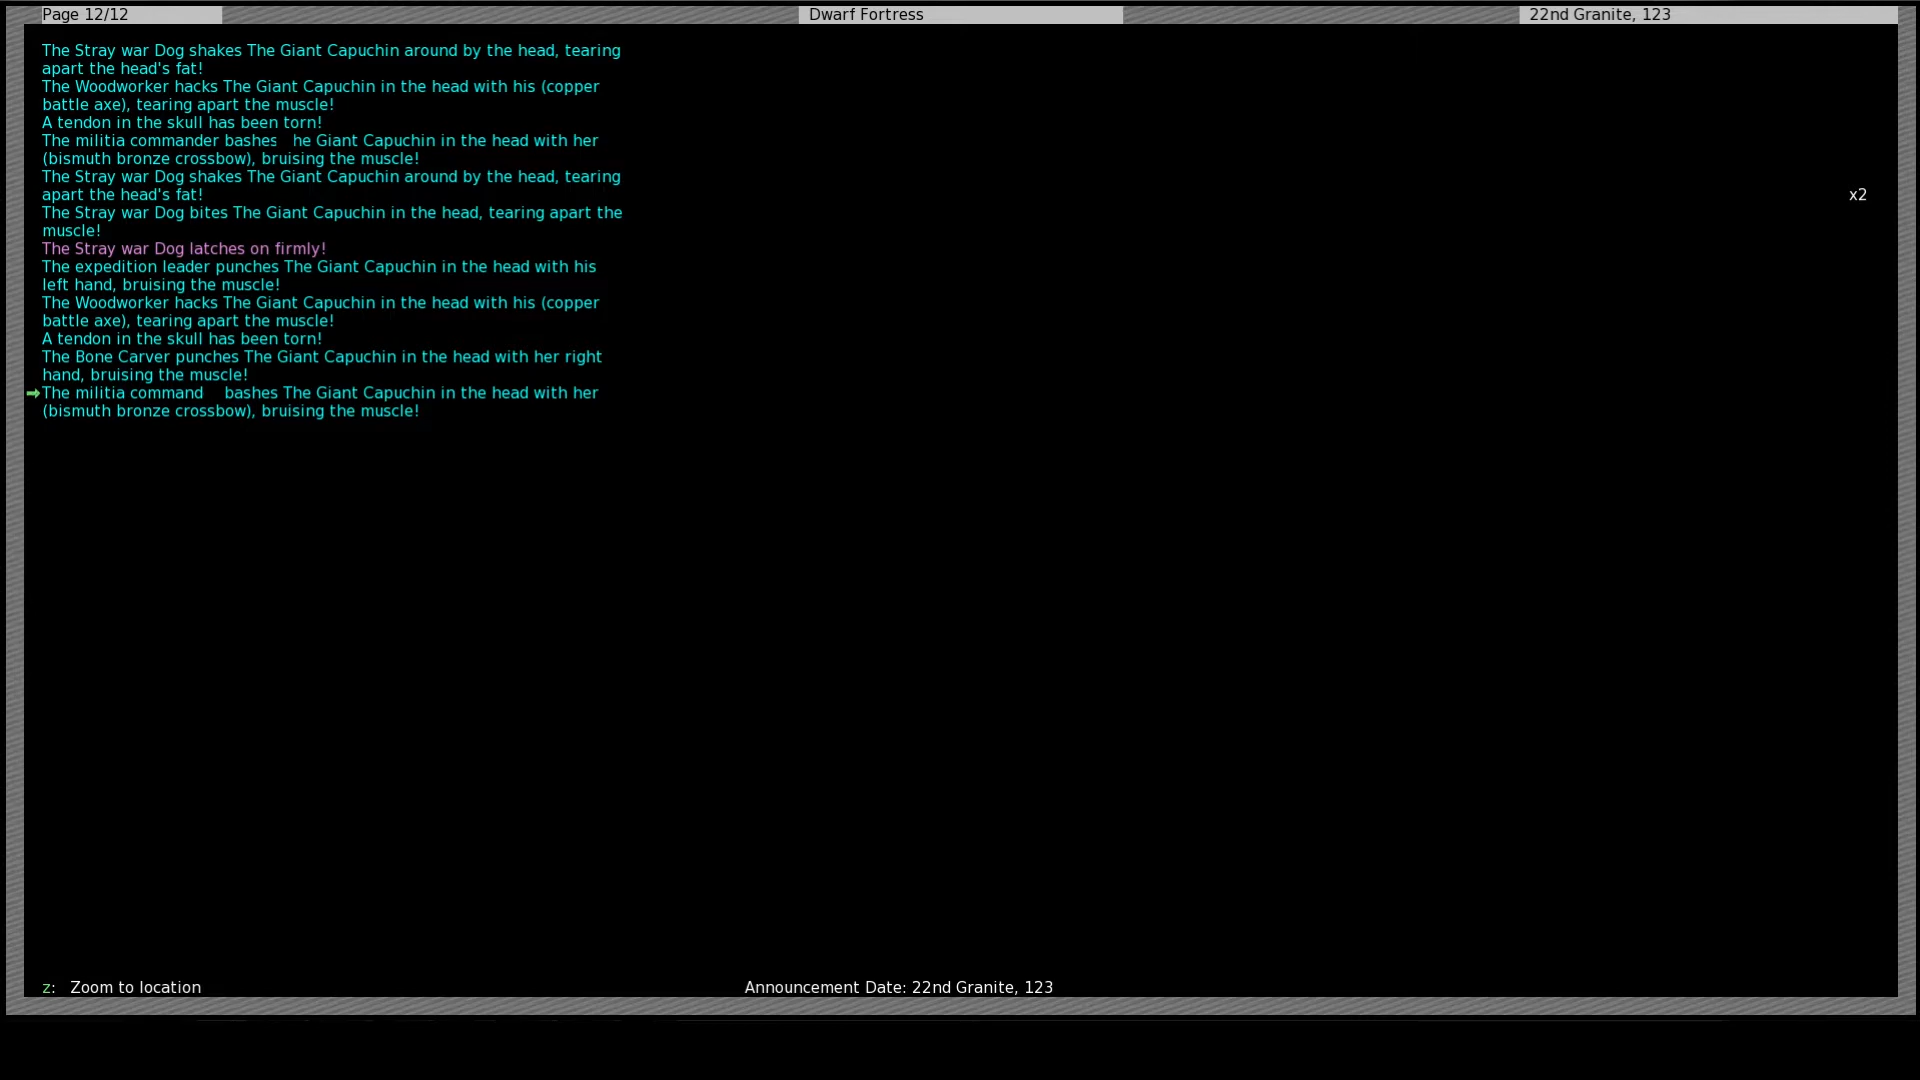 Page 12/12 Dwarf Fortress 22nd Granite, 123
The Stray war Dog shakes The Giant Capuchin around by the head, tearing
apart the head's fat!
The Woodworker hacks The Giant Capuchin in the head with his (copper
battle axe), tearing apart the muscle!
A tendon in the skull has been torn!
The militia commander bashes he Giant Capuchin in the head with her
(bismuth bronze crossbow), bruising the muscle!
The Stray war Dog shakes The Giant Capuchin around by the head, tearing
apart the head's fat! x2
The Stray war Dog bites The Giant Capuchin in the head, tearing apart the
muscle!
The Stray war Dog latches on firmly!
The expedition leader punches The Giant Capuchin in the head with his
left hand, bruising the muscle!
The Woodworker hacks The Giant Capuchin in the head with his (copper
battle axe), tearing apart the muscle!
A tendon in the skull has been torn!
The Bone Carver punches The Giant Capuchin in the head with her right
hand, bruising the muscle!
The militia command bashes The Giant Capuchin in the head with her
(bismuth bronze crossbow), bruising the muscle!
z: Zoom to location Announcement Date: 22nd Granite, 123